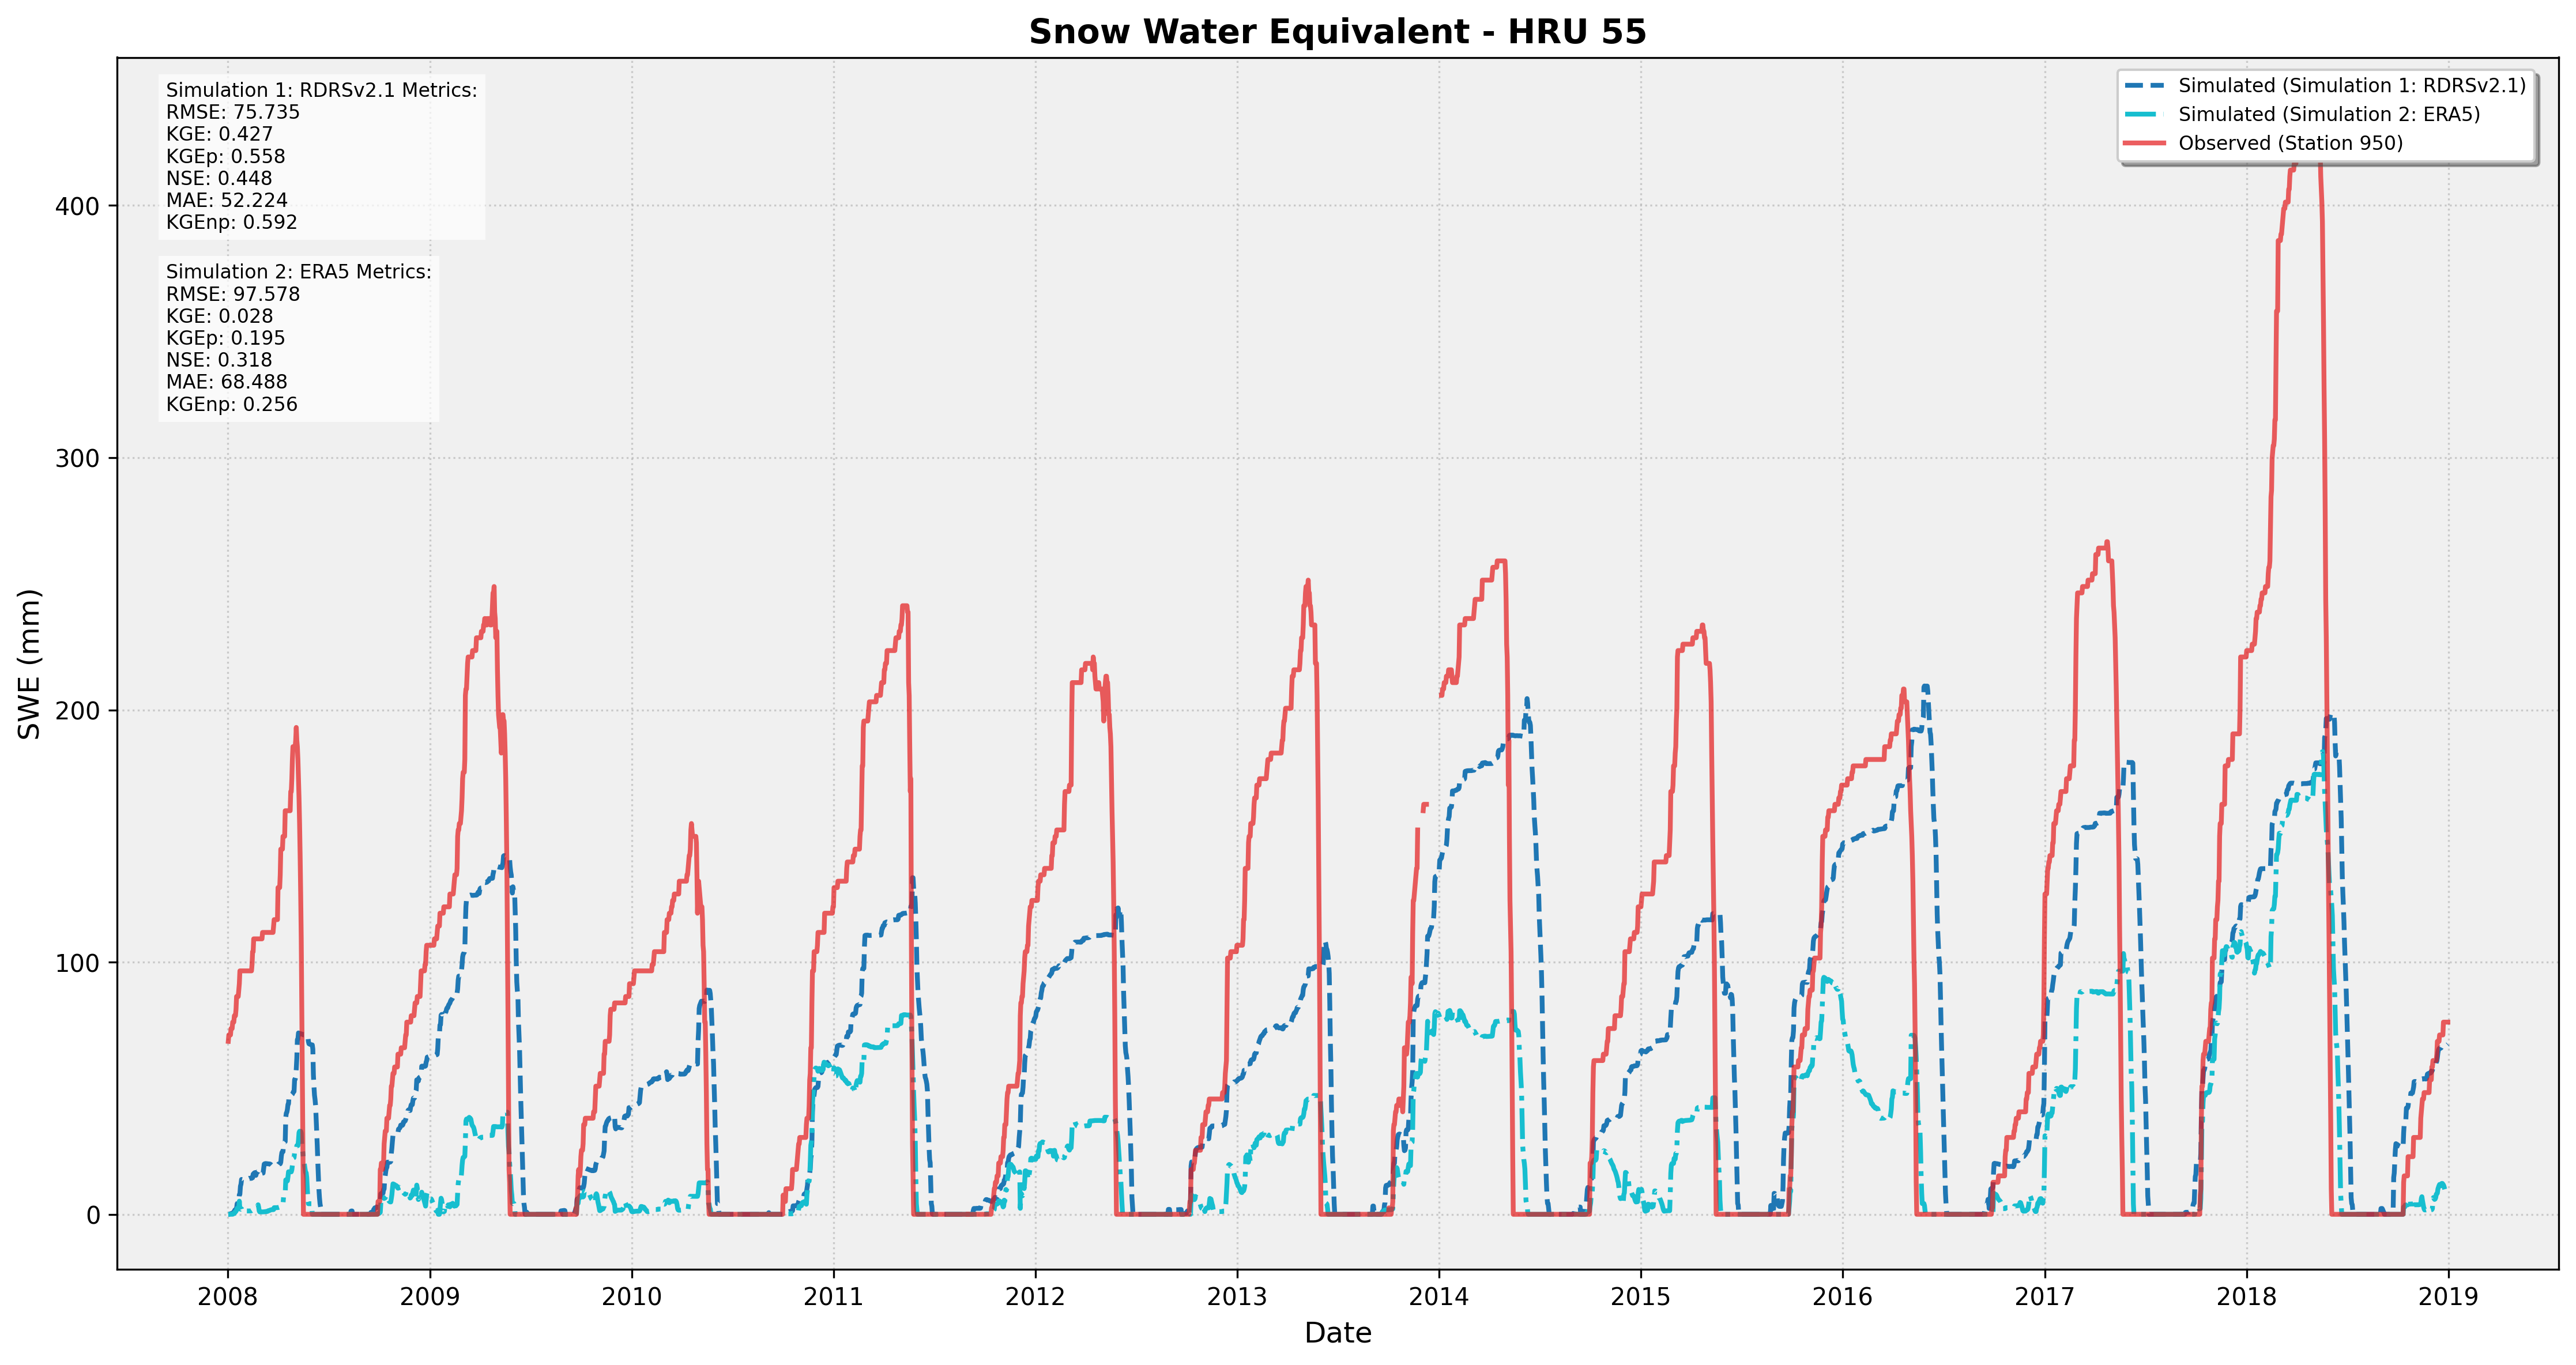 Snow Water Equivalent - HRU 55
Simulation 1: RDRSv2.1 Metrics:
RMSE: 75.735
KGE: 0.427
KGEp: 0.558
NSE: 0.448
MAE: 52.224
KGEnp: 0.592
Simulation 2: ERA5 Metrics:
RMSE: 97.578
KGE: 0.028
KGEp: 0.195
NSE: 0.318
MAE: 68.488
KGEnp: 0.256
Simulated (Simulation 1: RDRSv2.1)
Simulated (Simulation 2: ERA5)
Observed (Station 950)
SWE (mm)
400
300
200
100
0
2008 2009 2010 2011 2012 2013 2014 2015 2016 2017 2018 2019
Date